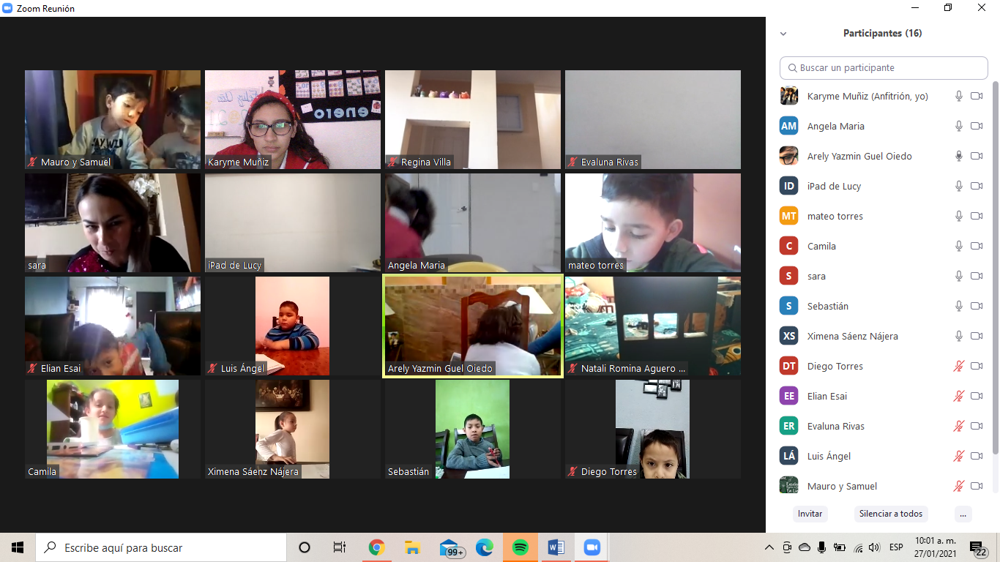 Zoom Reunión
Mauro y Samuel
Karyme Muñiz
enero
Regina Villa
Evaluna Rivas
sara
iPad de Lucy
Angela Maria
mateo torres
Elian Esai
Luis Ángel
Arely Yazmin Guel Oiedo
Natali Romina Aguero ...
Camila
Ximena Sáenz Nájera
Sebastián
Diego Torres
Participantes (16)
Buscar un participante
Karyme Muñiz (Anfitrión, yo)
AM Angela Maria
Arely Yazmin Guel Oiedo
ID iPad de Lucy
MT mateo torres
C Camila
S sara
S Sebastián
XS Ximena Sáenz Nájera
DT Diego Torres
EE Elian Esai
ER Evaluna Rivas
LÁ Luis Ángel
Mauro y Samuel
Invitar
Silenciar a todos
...
Escribe aquí para buscar
99+
ESP
10:01 a. m.
27/01/2021
22